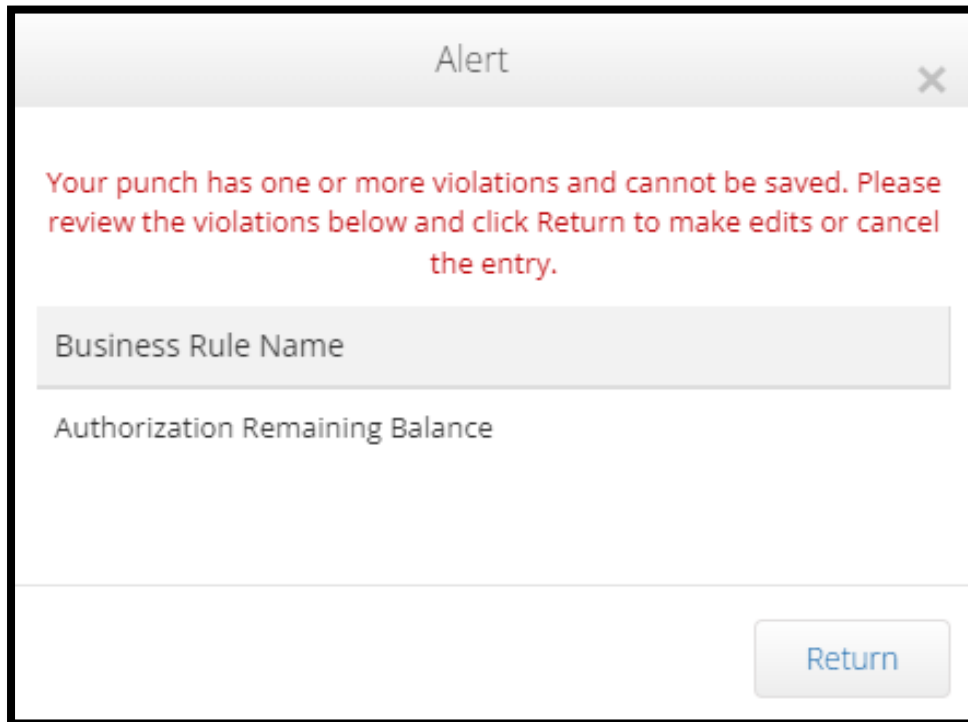 Alert
Your punch has one or more violations and cannot be saved. Please
review the violations below and click Return to make edits or cancel
the entry.
Business Rule Name
Authorization Remaining Balance
Return